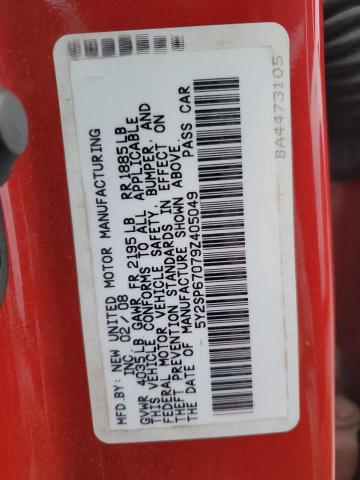 MFD.BY: NEW UNITED MOTOR MANUFACTURING
INC. 02/08
GVWR 4035LB GAWR FR 2195LB RR 1885LB
THIS VEHICLE CONFORMS TO ALL APPLICABLE
FEDERAL MOTOR VEHICLE SAFETY, BUMPER, AND
THEFT PREVENTION STANDARDS IN EFFECT ON
DATE OF MANUFACTURE SHOWN ABOVE.
5Y2SP67079Z405049 PASS CAR
BA4473105